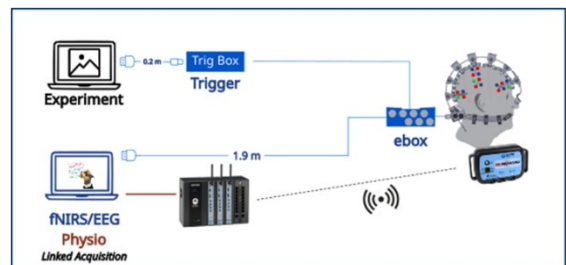 0.2 m
Trig Box
Trigger
Experiment
1.9 m
ebox
fNIRS/EEG
Physio
Linked Acquisition